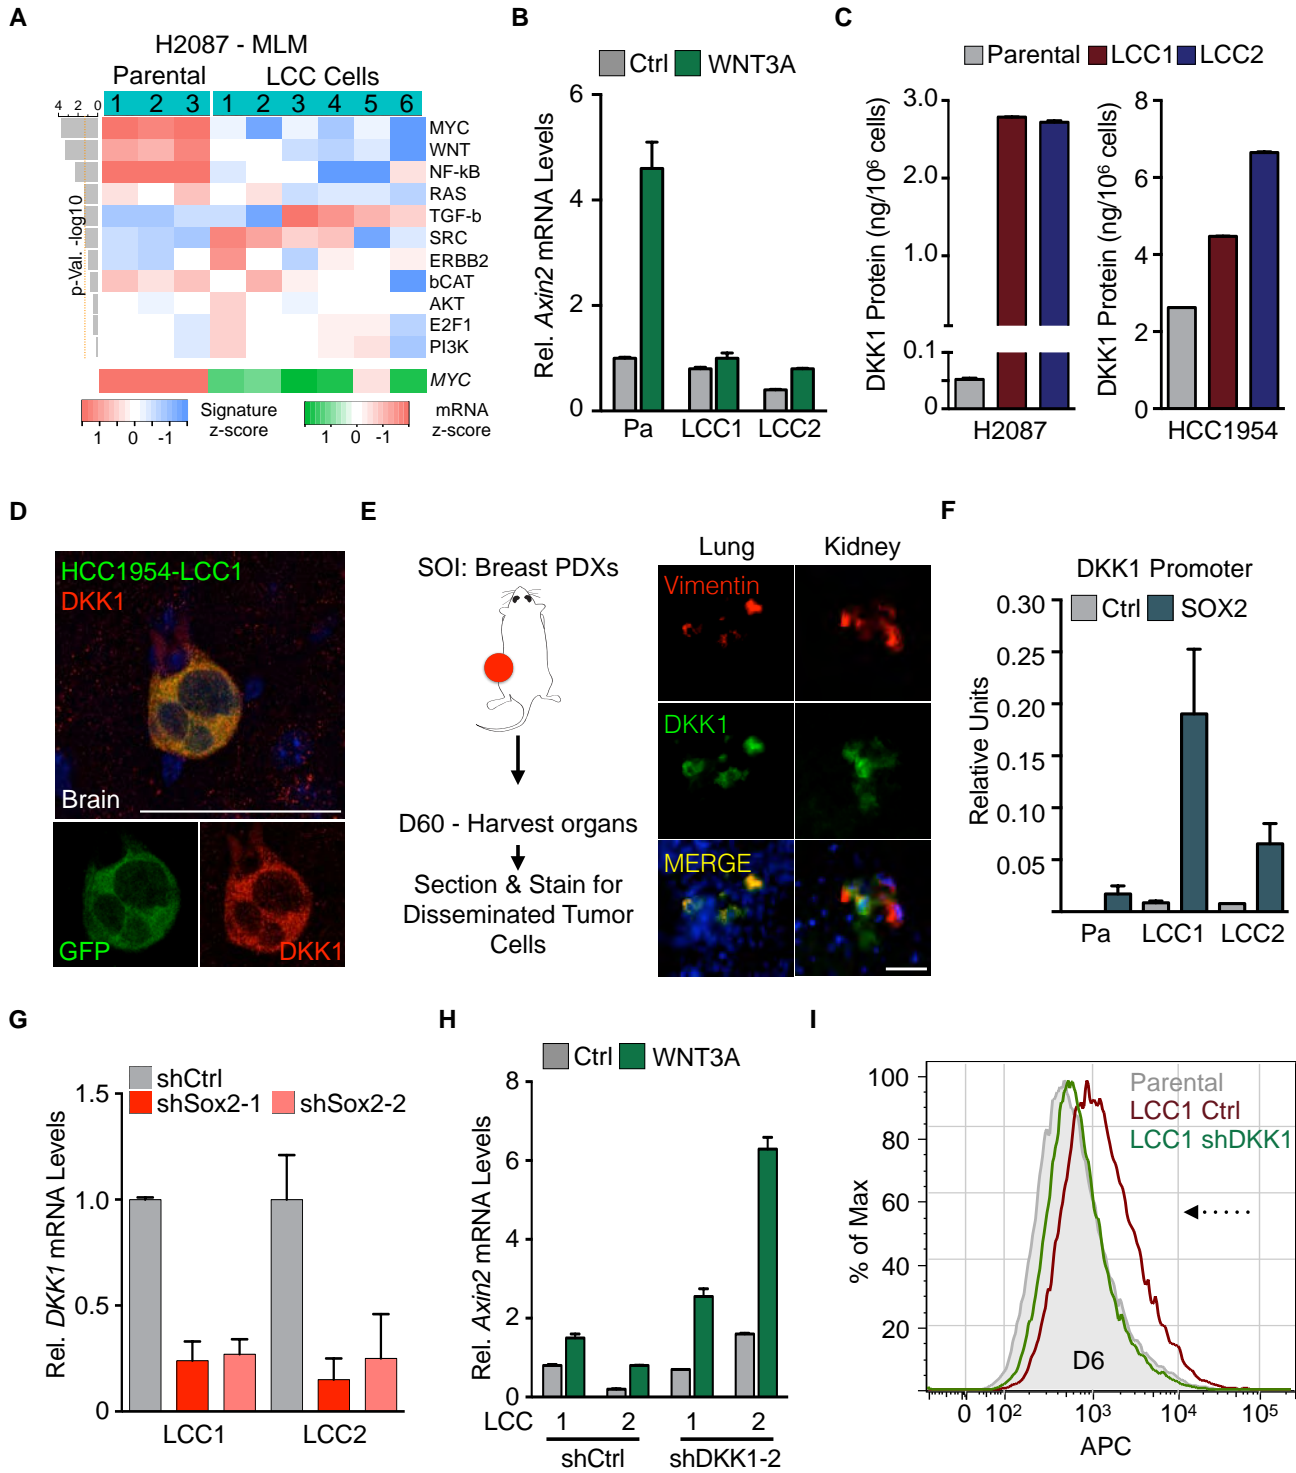 A
H2087 - MLM
Parental LCC Cells
4 2 0 1 2 3 1 2 3 4 5 6
MYC
WNT
NF-kB
RAS
TGF-b
SRC
ERBB2
bCAT
AKT
E2F1
PI3K
p-Val. -log10
MYC
Signature z-score
1 0 -1
mRNA z-score
1 0 -1
B
Ctrl WNT3A
Rel. Axin2 mRNA Levels
6
4
2
0
Pa LCC1 LCC2
C
Parental LCC1 LCC2
DKK1 Protein (ng/10⁶ cells)
3.0
2.0
1.0
0.1
0
H2087
DKK1 Protein (ng/10⁶ cells)
8
6
4
2
0
HCC1954
D
HCC1954-LCC1
DKK1
Brain
GFP
DKK1
E
SOI: Breast PDXs
D60 - Harvest organs
Section & Stain for
Disseminated Tumor
Cells
Lung Kidney
Vimentin
DKK1
MERGE
F
DKK1 Promoter
Ctrl SOX2
Relative Units
0.30
0.25
0.20
0.15
0.10
0.05
Pa LCC1 LCC2
G
shCtrl
shSox2-1 shSox2-2
Rel. DKK1 mRNA Levels
1.5
1.0
0.5
0
LCC1 LCC2
H
Ctrl WNT3A
Rel. Axin2 mRNA Levels
8
6
4
2
0
LCC 1 2 1 2
shCtrl shDKK1-2
I
Parental
LCC1 Ctrl
LCC1 shDKK1
% of Max
100
80
60
40
20
D6
0 10² 10³ 10⁴ 10⁵
APC